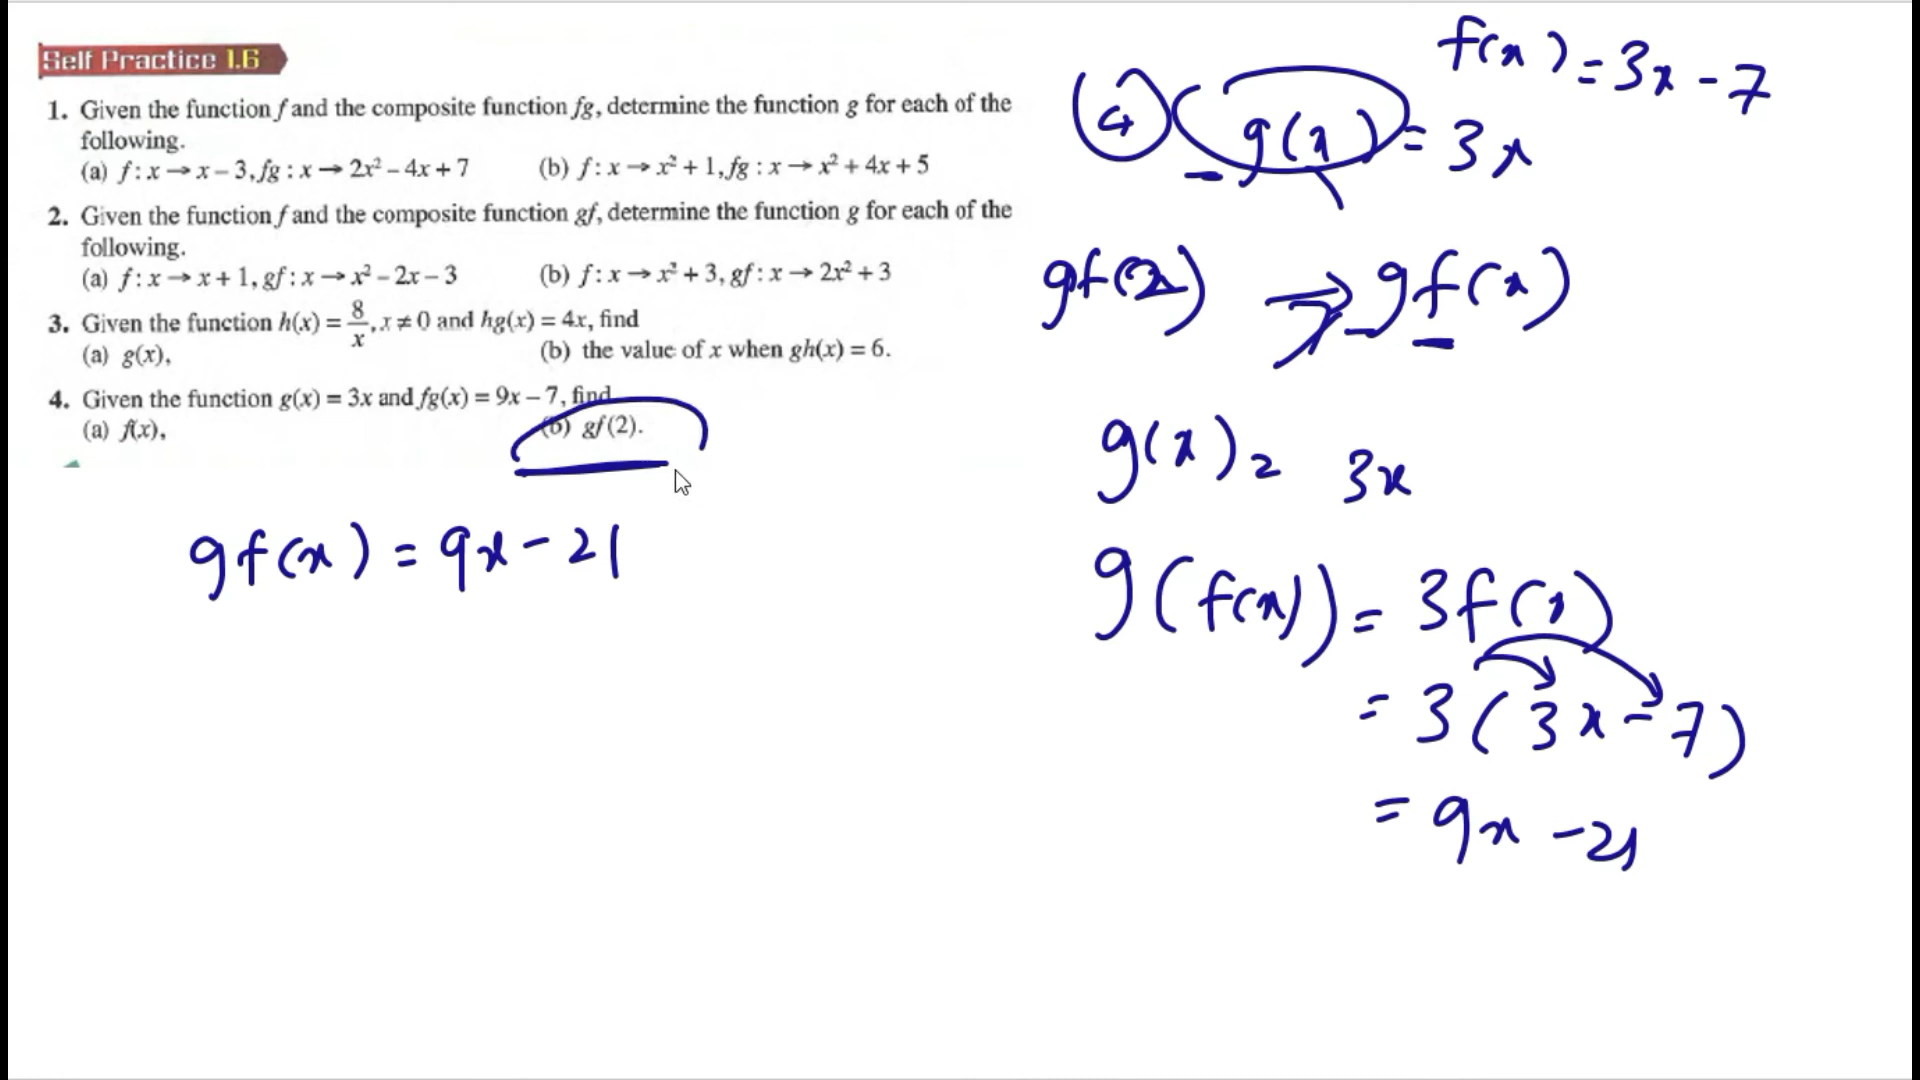 Self Practice 1.6
1. Given the function f and the composite function fg, determine the function g for each of the
following.
(a) f : x → x – 3, fg : x → 2x² – 4x + 7 (b) f : x → x² + 1, fg : x → x² + 4x + 5
2. Given the function f and the composite function gf, determine the function g for each of the
following.
(a) f : x → x + 1, gf : x → x² – 2x – 3 (b) f : x → x² + 3, gf : x → 2x² + 3
3. Given the function h(x) = 8/x, x ≠ 0 and hg(x) = 4x, find
(a) g(x), (b) the value of x when gh(x) = 6.
4. Given the function g(x) = 3x and fg(x) = 9x – 7, find
(a) f(x), (b) gf(2).
gf(x) = 9x - 21
f(x) = 3x - 7
4 g(x) = 3x
gf(2) → gf(x)
g(x) = 3x
g(f(x)) = 3f(x)
= 3(3x - 7)
= 9x - 21